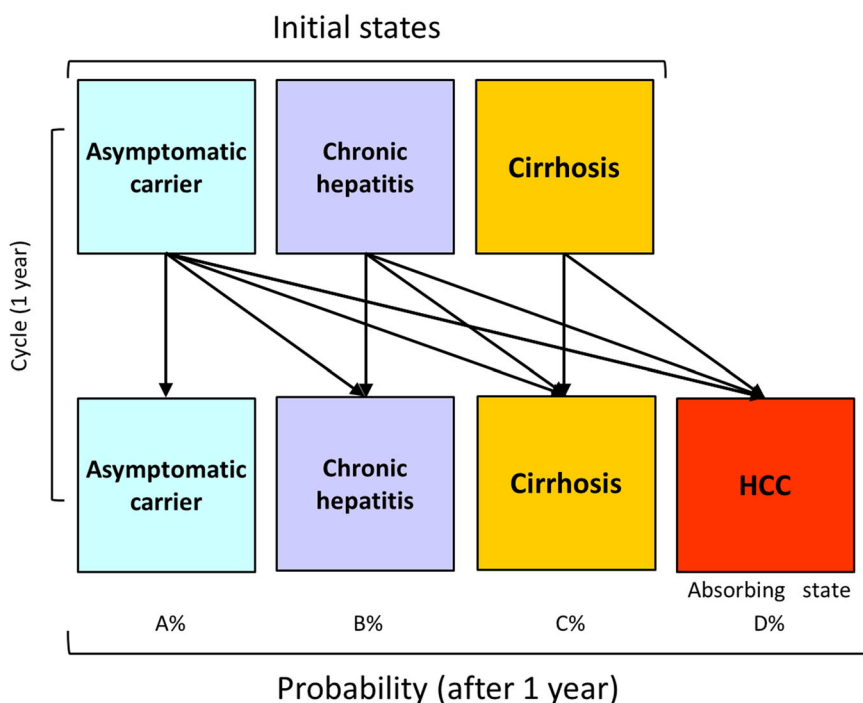 Initial states
Asymptomatic
carrier
Chronic
hepatitis
Cirrhosis
Cycle (1 year)
Asymptomatic
carrier
Chronic
hepatitis
Cirrhosis
HCC
Absorbing state
A%
B%
C%
D%
Probability (after 1 year)